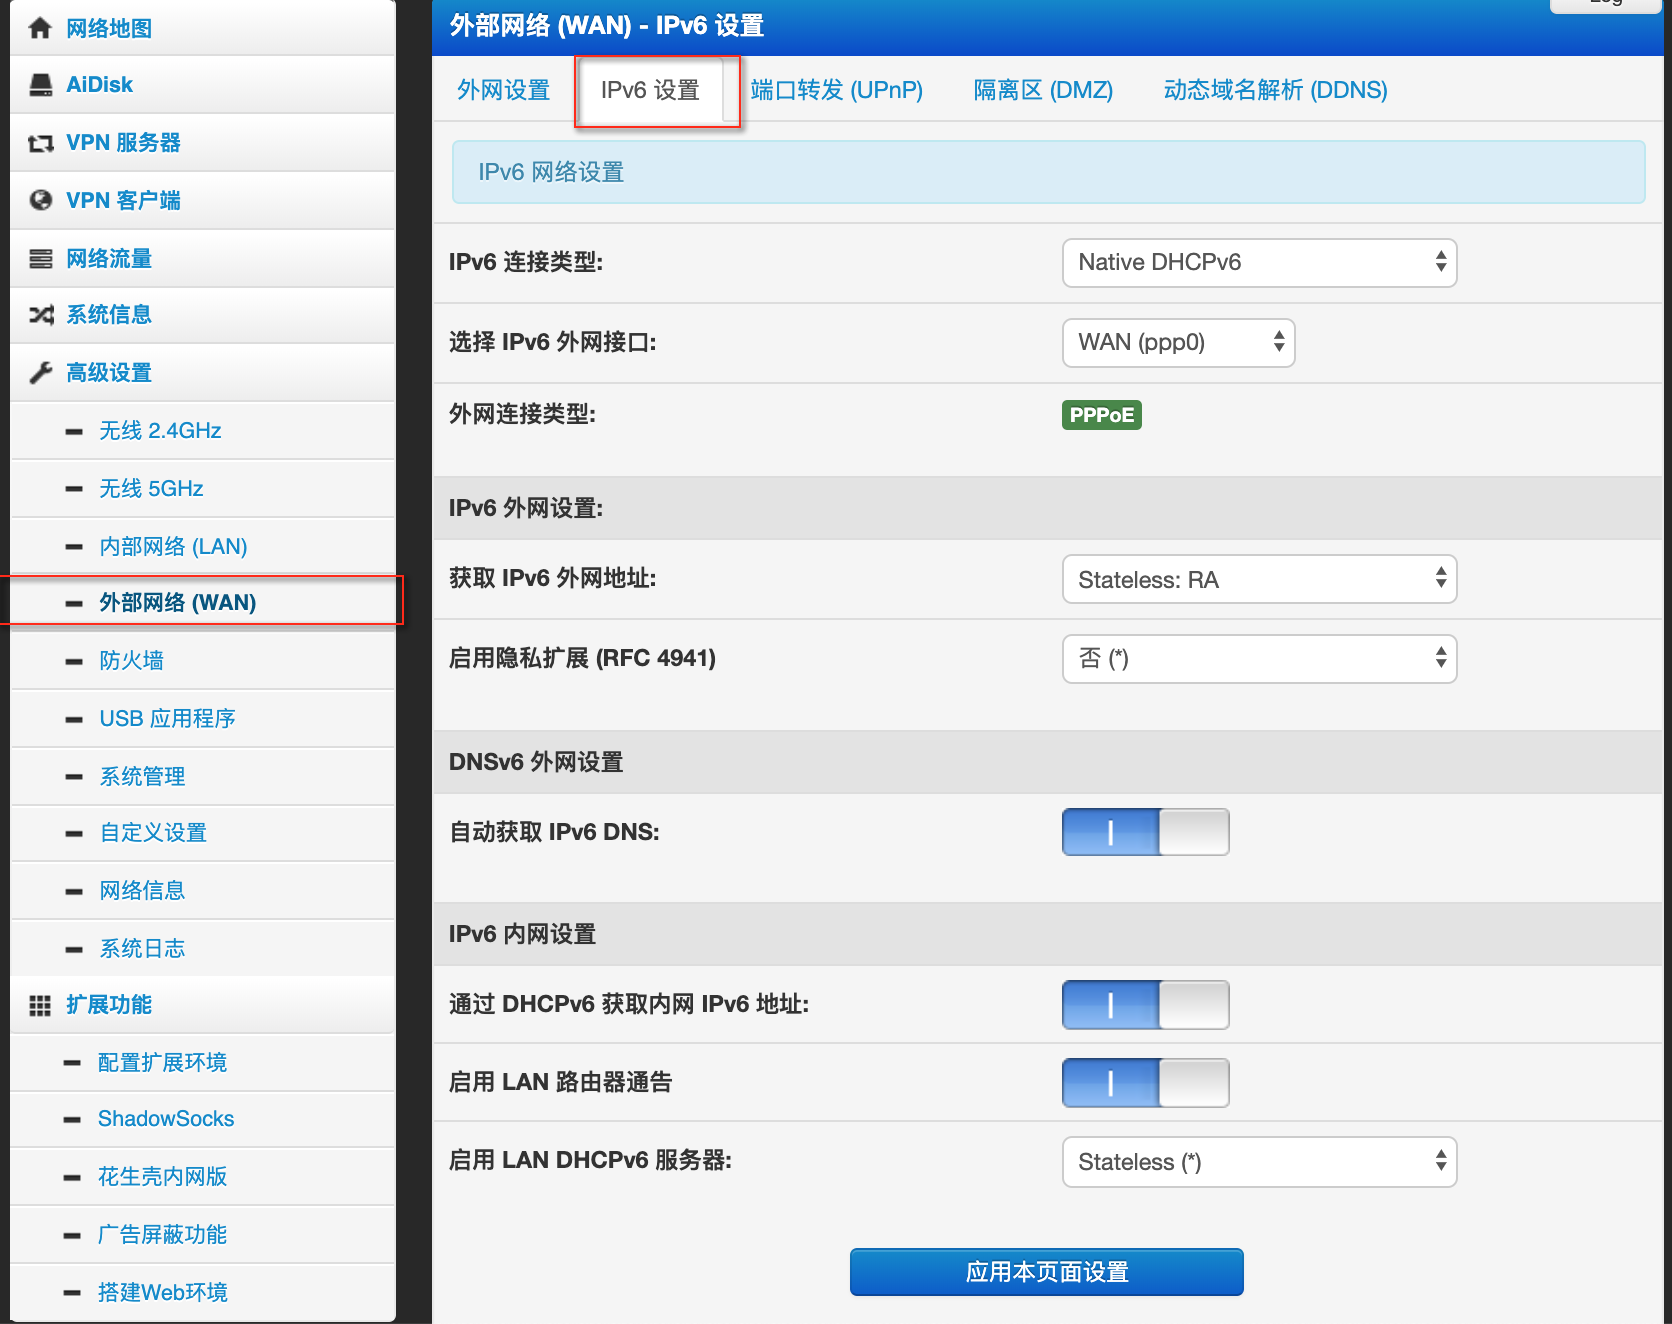 网络地图
AiDisk
VPN 服务器
VPN 客户端
网络流量
系统信息
高级设置
无线 2.4GHz
无线 5GHz
内部网络 (LAN)
外部网络 (WAN)
防火墙
USB 应用程序
系统管理
自定义设置
网络信息
系统日志
扩展功能
配置扩展环境
ShadowSocks
花生壳内网版
广告屏蔽功能
搭建Web环境
外部网络 (WAN) - IPv6 设置
外网设置 IPv6 设置 端口转发 (UPnP) 隔离区 (DMZ) 动态域名解析 (DDNS)
IPv6 网络设置
IPv6 连接类型: Native DHCPv6
选择 IPv6 外网接口: WAN (ppp0)
外网连接类型: PPPoE
IPv6 外网设置:
获取 IPv6 外网地址: Stateless: RA
启用隐私扩展 (RFC 4941) 否 (*)
DNSv6 外网设置
自动获取 IPv6 DNS:
IPv6 内网设置
通过 DHCPv6 获取内网 IPv6 地址:
启用 LAN 路由器通告
启用 LAN DHCPv6 服务器: Stateless (*)
应用本页面设置